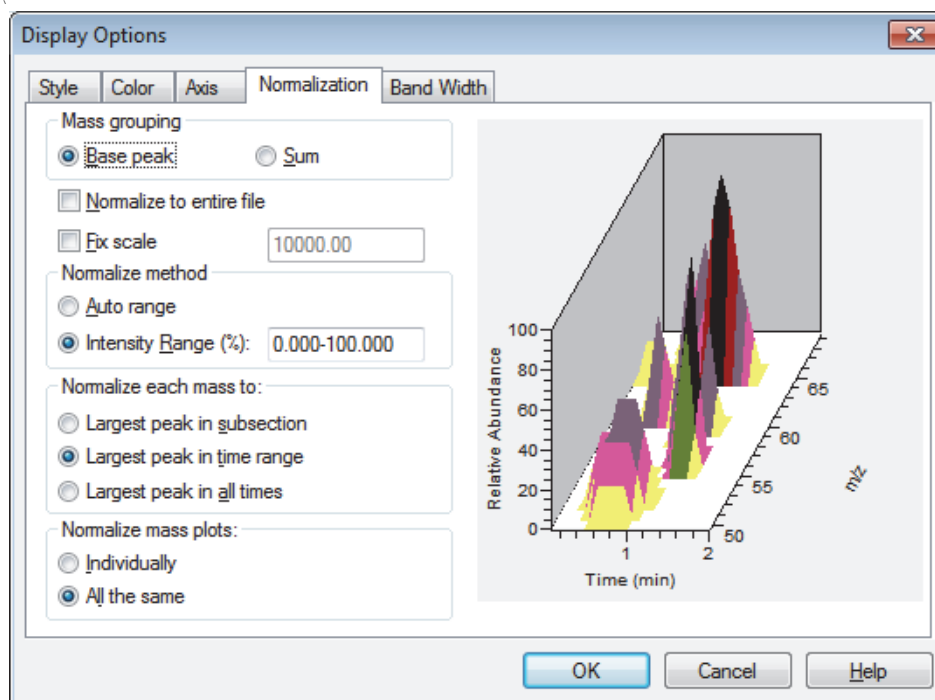 Display Options
Style Color Axis Normalization Band Width
Mass grouping
Base peak Sum
Normalize to entire file
Fix scale 10000.00
Normalize method
Auto range
Intensity Range (%): 0.000-100.000
Normalize each mass to:
Largest peak in subsection
Largest peak in time range
Largest peak in all times
Normalize mass plots:
Individually
All the same
Relative Abundance
100
80
60
40
20
0
1 2
Time (min)
50
55
60
65
m/z
OK Cancel Help